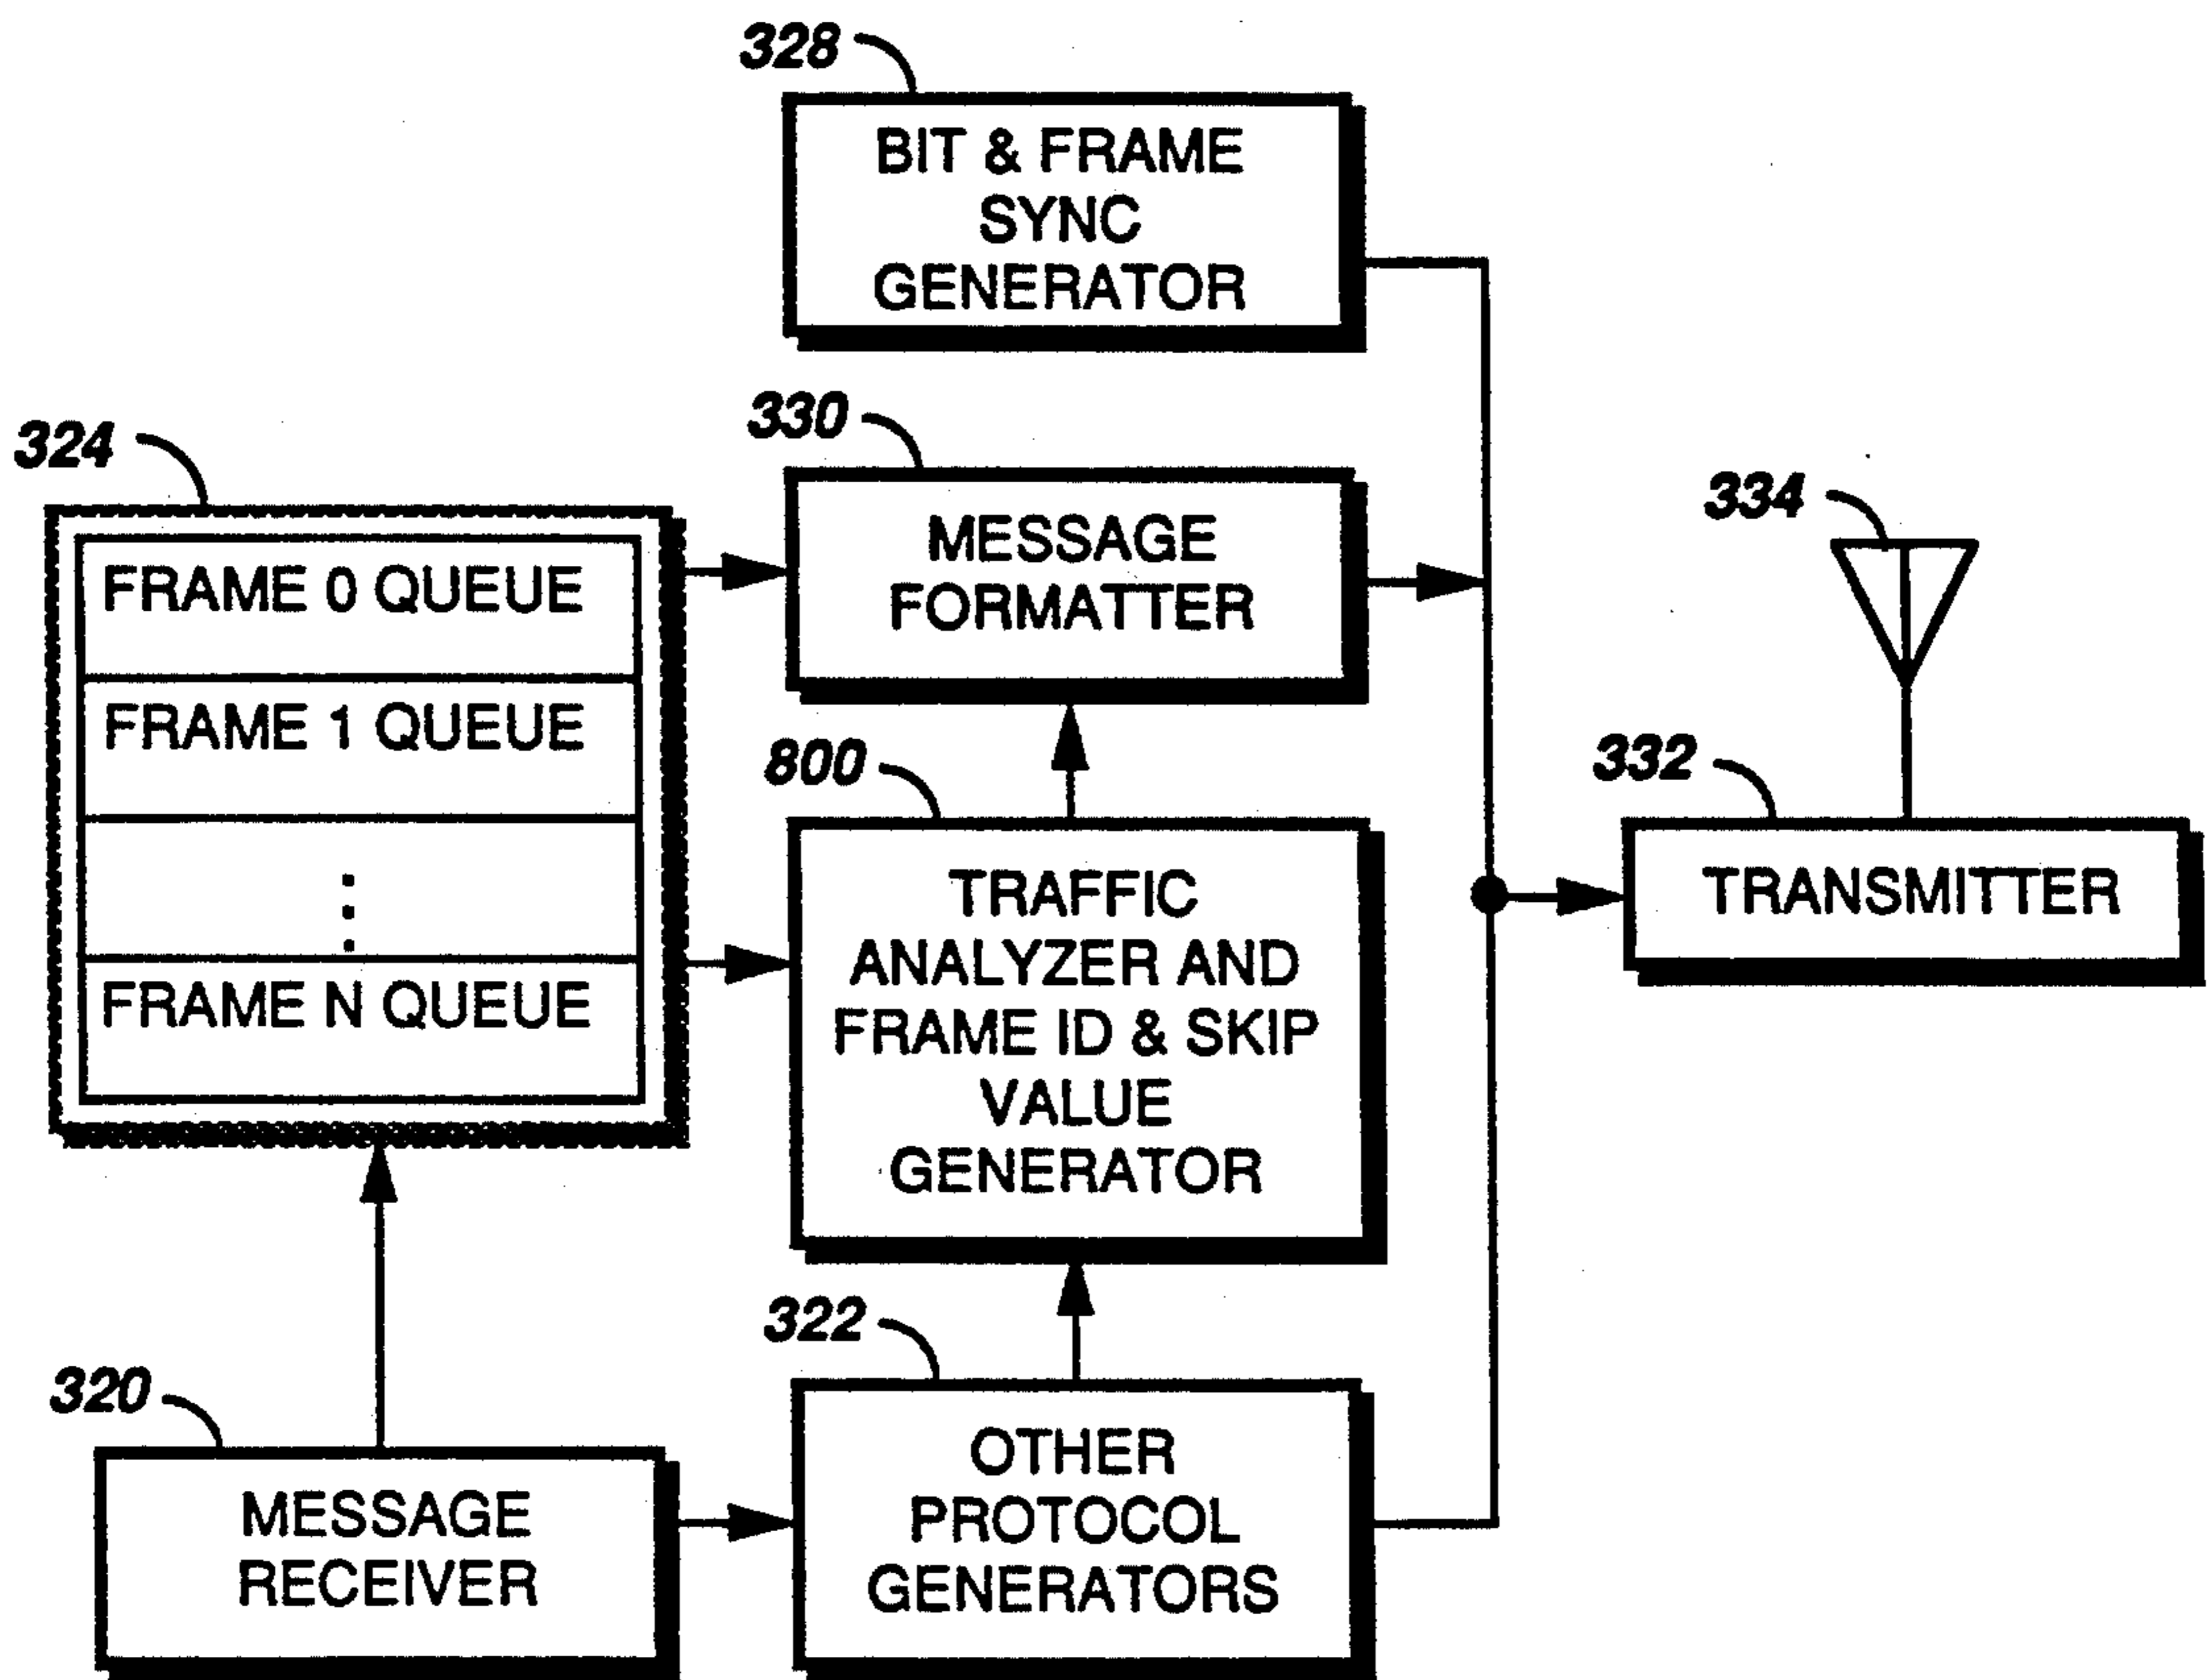 328
BIT & FRAME
SYNC
GENERATOR
324
FRAME 0 QUEUE
FRAME 1 QUEUE
FRAME N QUEUE
330
MESSAGE
FORMATTER
334
800
TRAFFIC
ANALYZER AND
FRAME ID & SKIP
VALUE
GENERATOR
332
TRANSMITTER
320
MESSAGE
RECEIVER
322
OTHER
PROTOCOL
GENERATORS